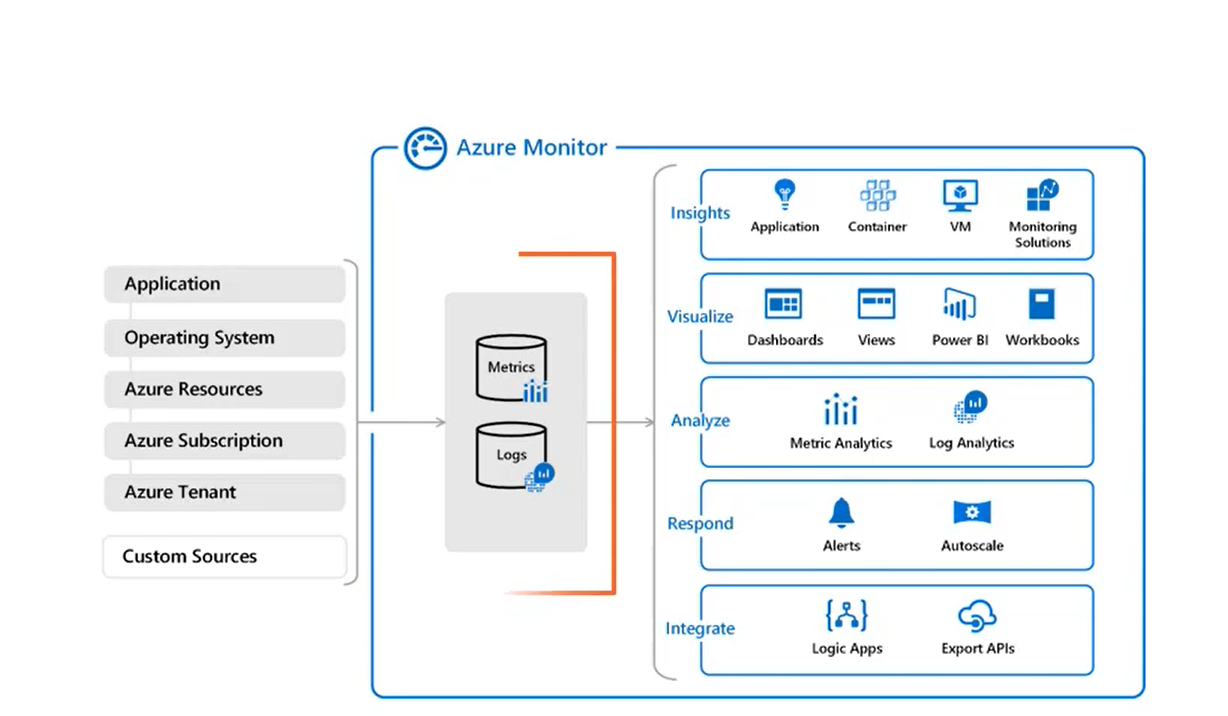 Azure Monitor
Application
Operating System
Azure Resources
Azure Subscription
Azure Tenant
Custom Sources
Metrics
Logs
Insights
Application
Container
VM
Monitoring
Solutions
Visualize
Dashboards
Views
Power BI
Workbooks
Analyze
Metric Analytics
Log Analytics
Respond
Alerts
Autoscale
Integrate
Logic Apps
Export APIs